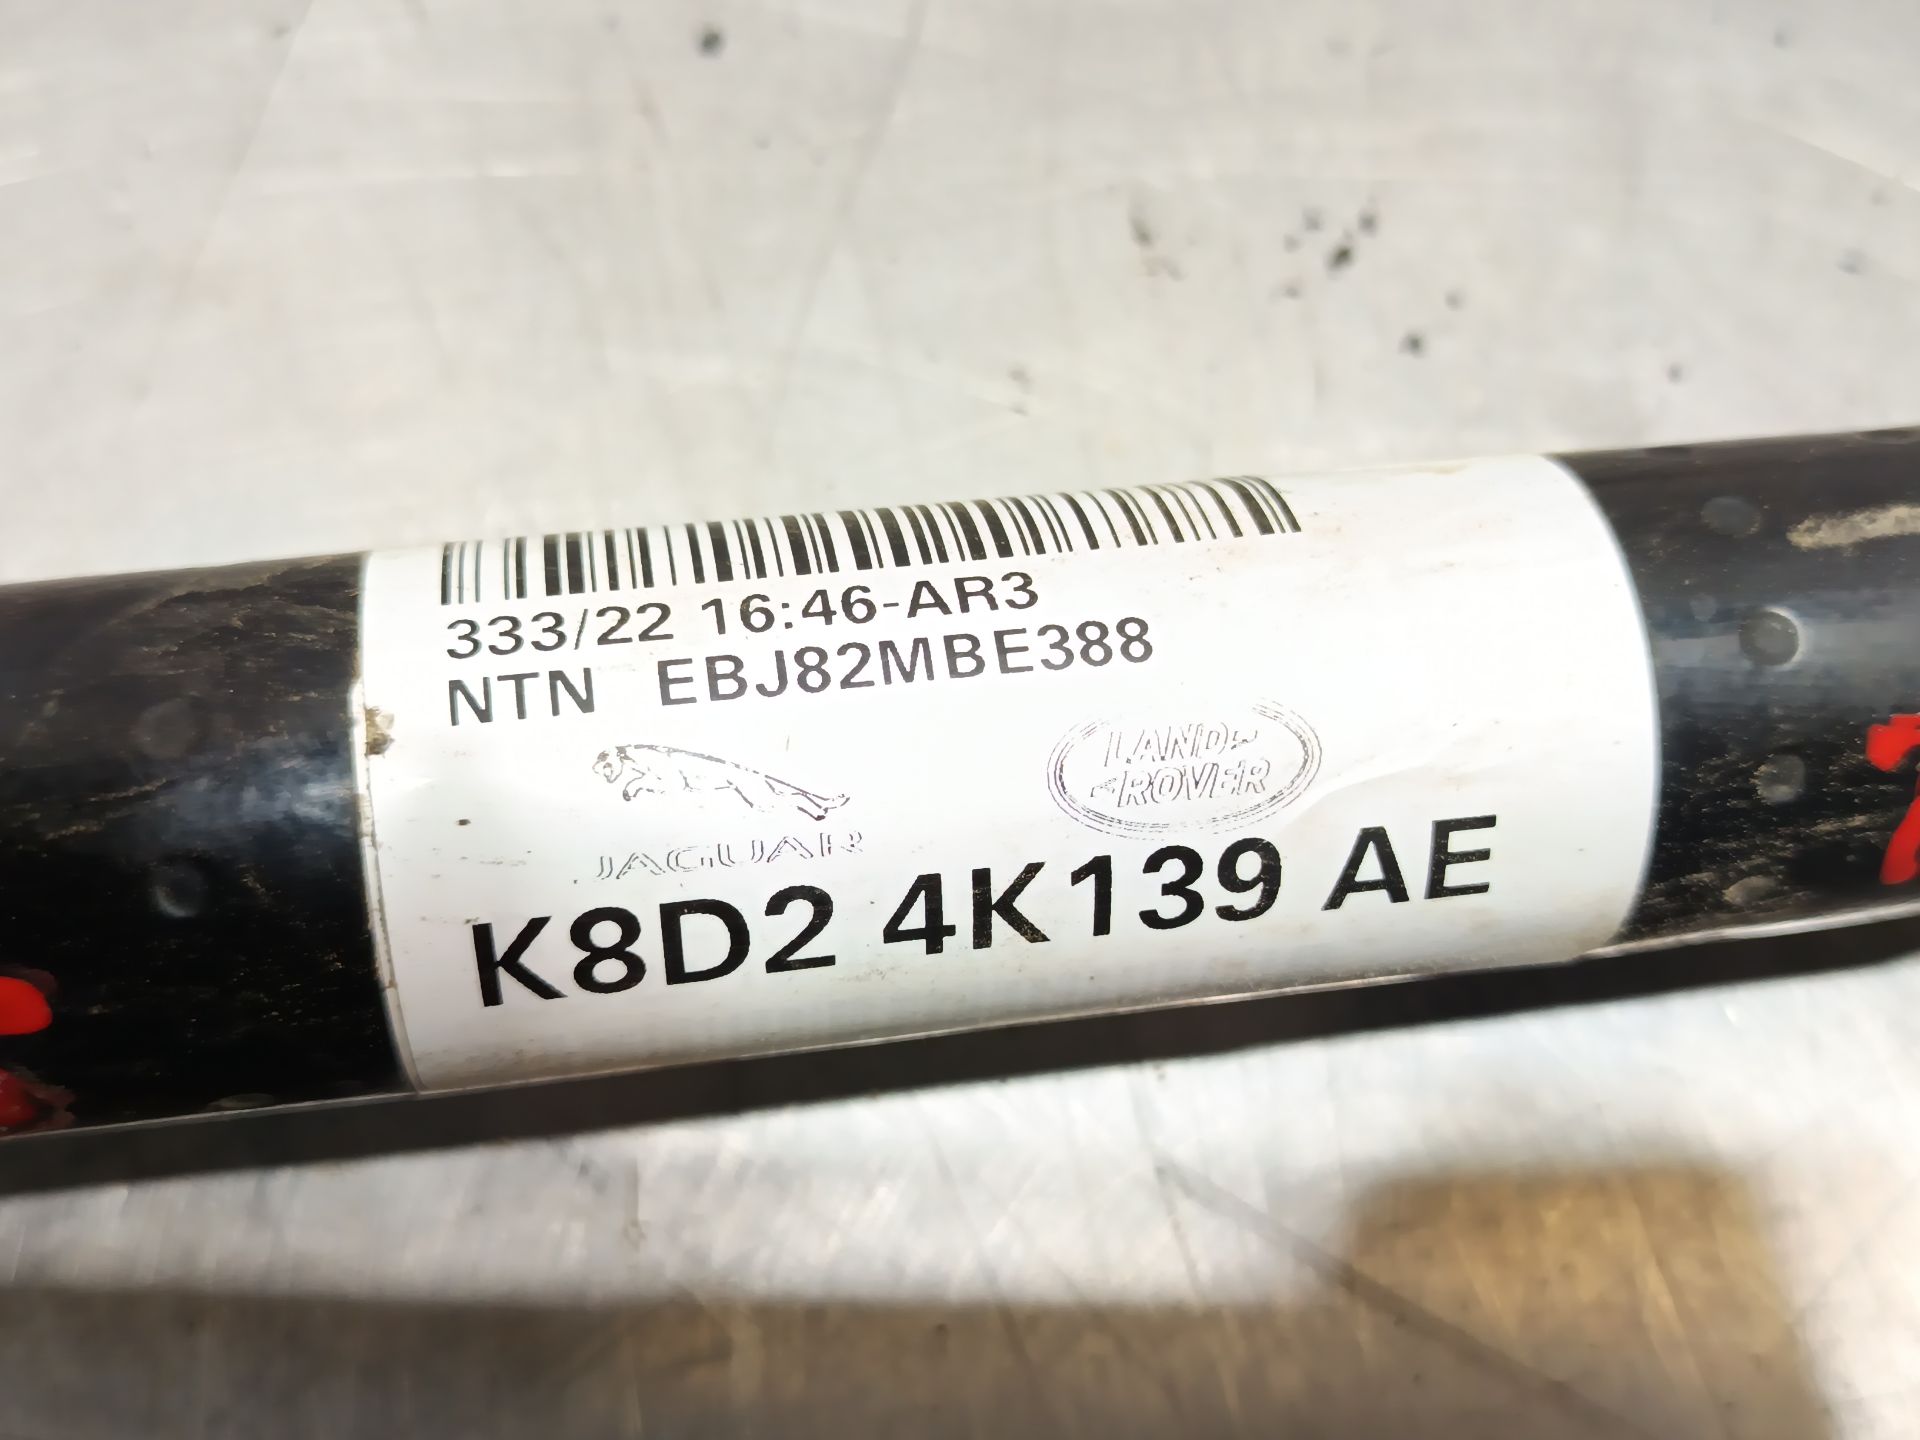 333/22 16:46-AR3
NTN EBJ82MBE388
JAGUAR
LAND
ROVER
K8D2 4K139 AE